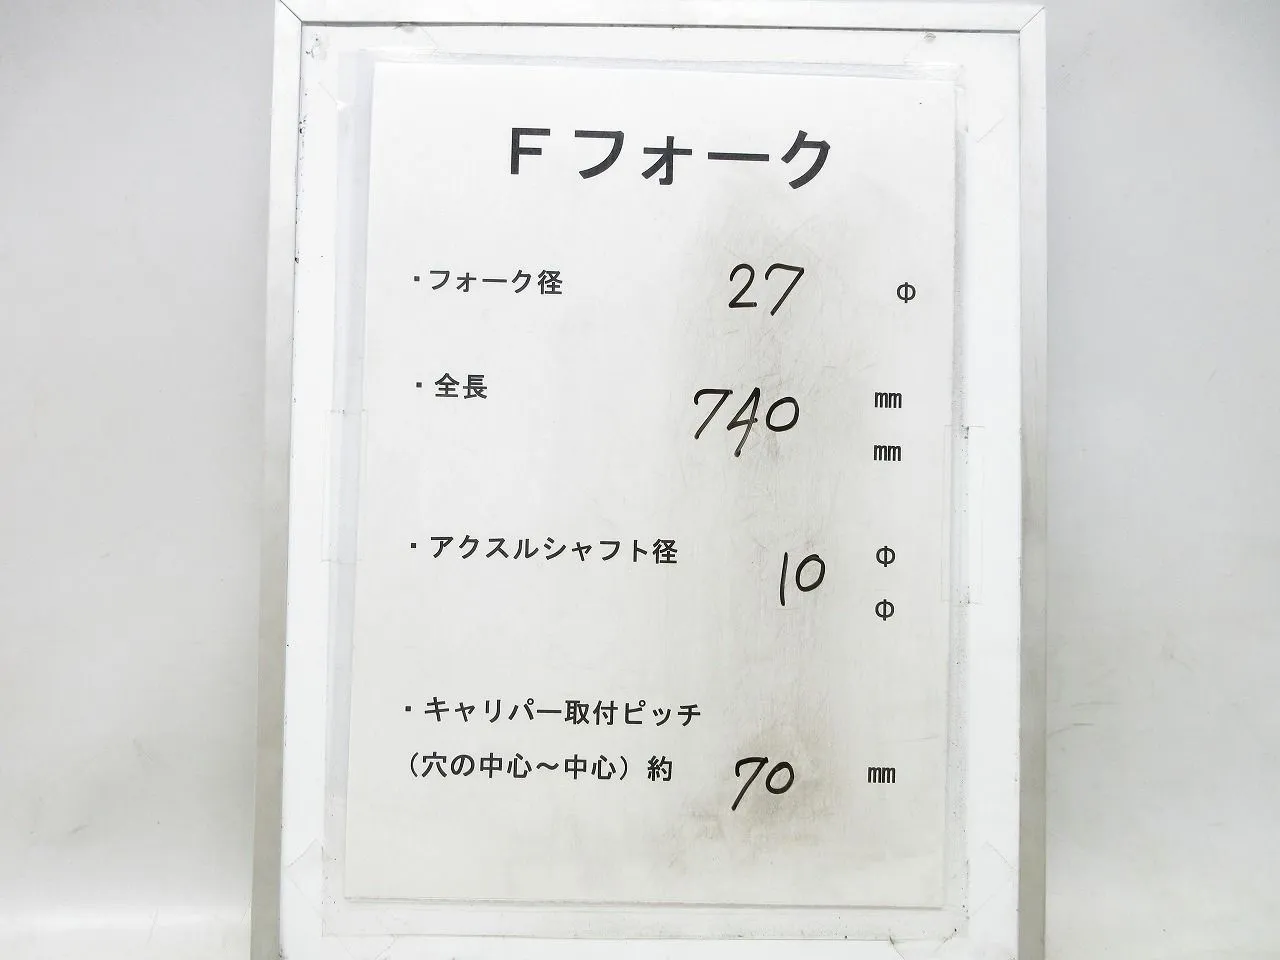 Fフォーク
・フォーク径 27 Φ
・全長 740 mm
mm
・アクスルシャフト径 10 Φ
Φ
・キャリパー取付ピッチ
（穴の中心～中心）約 70 mm